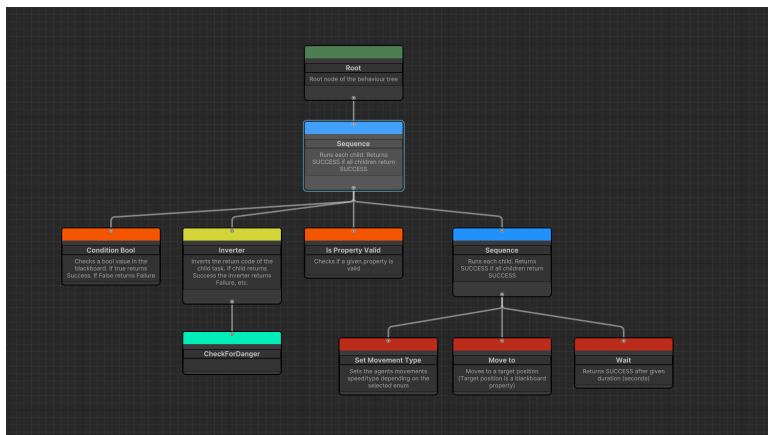 Root
Root node of the behaviour tree
Sequence
Runs each child. Returns
SUCCESS if all children return
SUCCESS
Condition Bool
Checks a bool value in the
blackboard. If true returns
Success. If False returns Failure
Inverter
Inverts the return code of the
child task. If child returns
Success the inverter returns
Failure, etc.
Is Property Valid
Checks if a given property is
valid
Sequence
Runs each child. Returns
SUCCESS if all children return
SUCCESS
CheckForDanger
Set Movement Type
Sets the agents movements
speed/type depending on the
selected enum
Move to
Moves to a target position
(Target position is a blackboard
property)
Wait
Returns SUCCESS after given
duration (seconds)